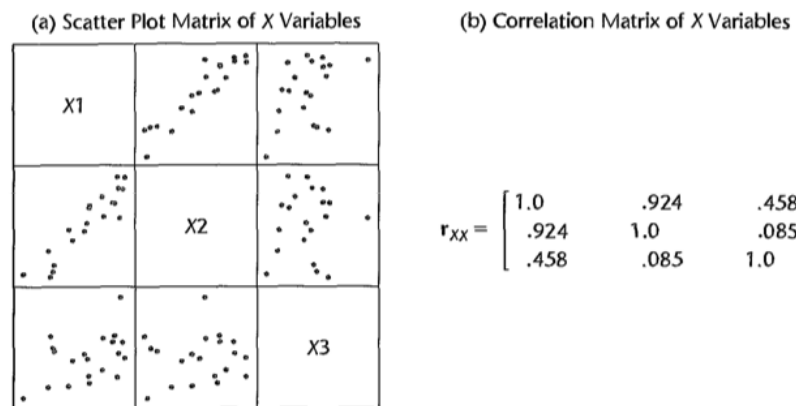 (a) Scatter Plot Matrix of X Variables
(b) Correlation Matrix of X Variables
X1
X2
X3
r_XX = [ 1.0 .924 .458
.924 1.0 .085
.458 .085 1.0